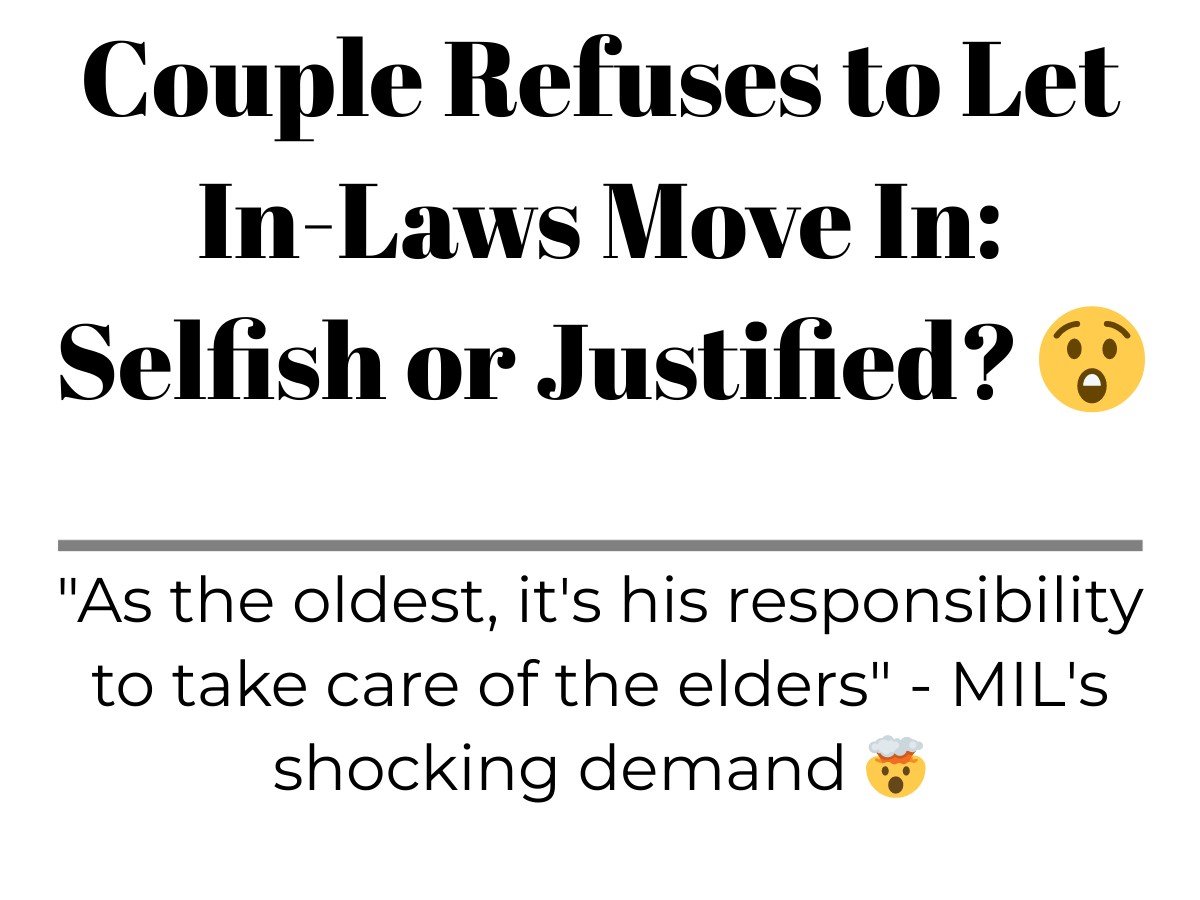 Couple Refuses to Let
In-Laws Move In:
Selfish or Justified? 😲
"As the oldest, it's his responsibility
to take care of the elders" - MIL's
shocking demand 🤯